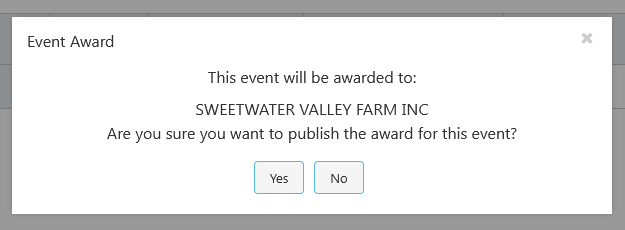 Event Award
This event will be awarded to:
SWEETWATER VALLEY FARM INC
Are you sure you want to publish the award for this event?
Yes No